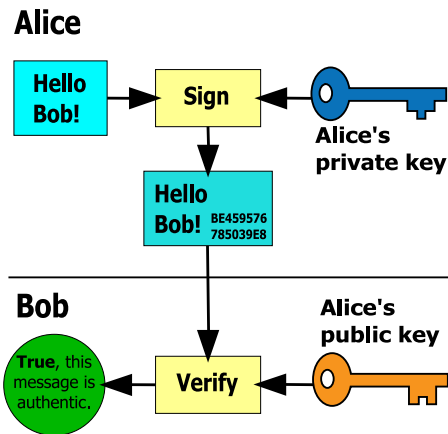 Alice
Hello
Bob!
Sign
Alice's
private key
Hello
Bob! BE459576
785039E8
Bob
Alice's
public key
True, this
message is
authentic.
Verify